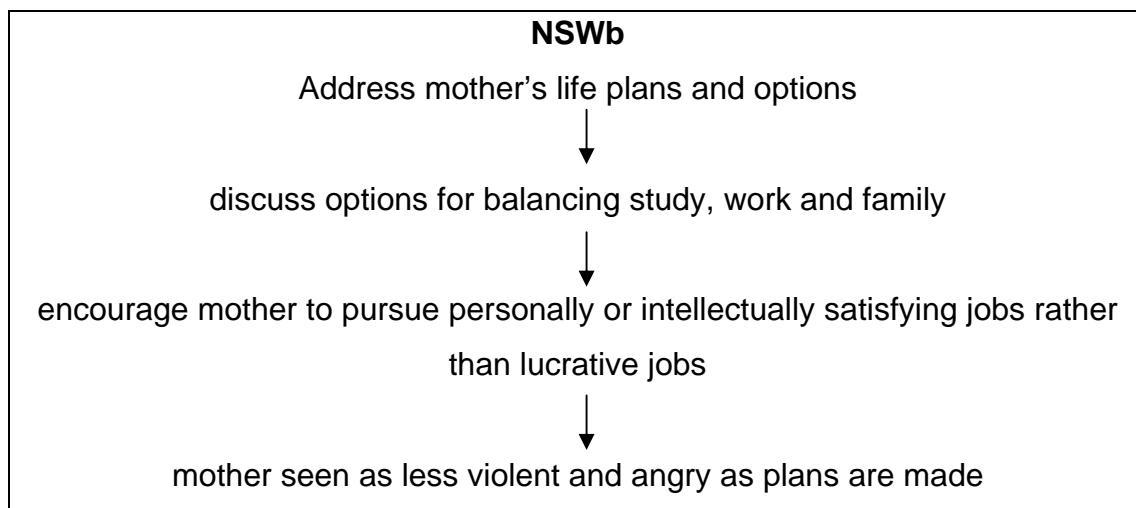 NSWb
Address mother’s life plans and options
discuss options for balancing study, work and family
encourage mother to pursue personally or intellectually satisfying jobs rather
than lucrative jobs
mother seen as less violent and angry as plans are made